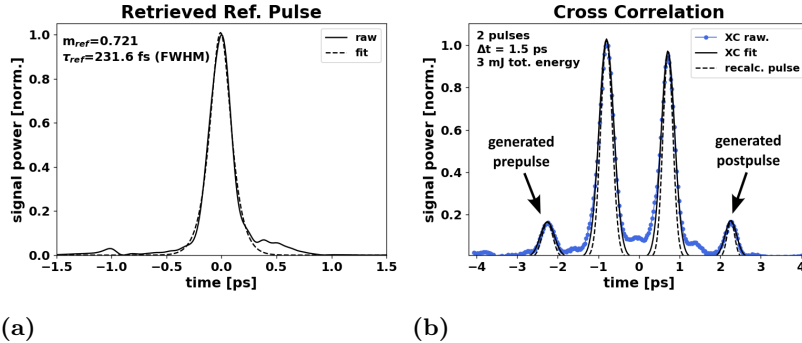 Retrieved Ref. Pulse
m_ref=0.721
τ_ref=231.6 fs (FWHM)
raw
fit
signal power [norm.]
1.0
0.8
0.6
0.4
0.2
0.0
−1.5 −1.0 −0.5 0.0 0.5 1.0 1.5
time [ps]
(a)
Cross Correlation
2 pulses
Δt = 1.5 ps
3 mJ tot. energy
XC raw.
XC fit
recalc. pulse
generated
prepulse
generated
postpulse
signal power [norm.]
1.0
0.8
0.6
0.4
0.2
−4 −3 −2 −1 0 1 2 3 4
time [ps]
(b)